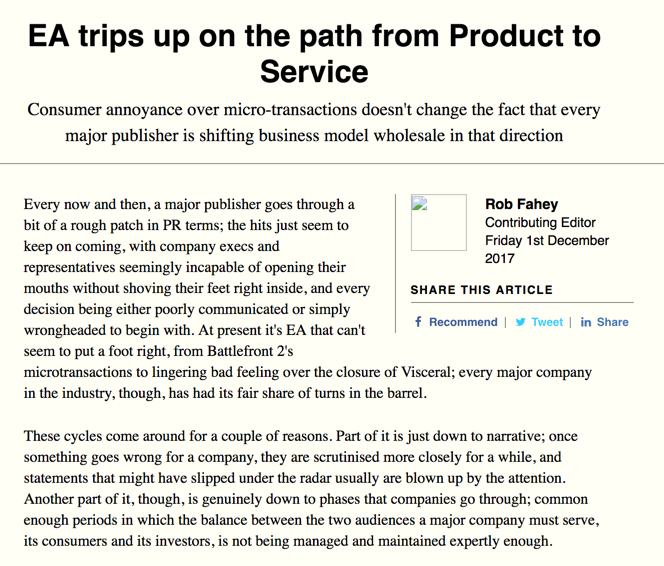 EA trips up on the path from Product to
Service
Consumer annoyance over micro-transactions doesn't change the fact that every
major publisher is shifting business model wholesale in that direction
Every now and then, a major publisher goes through a
bit of a rough patch in PR terms; the hits just seem to
keep on coming, with company execs and
representatives seemingly incapable of opening their
mouths without shoving their feet right inside, and every
decision being either poorly communicated or simply
wrongheaded to begin with. At present it's EA that can't
seem to put a foot right, from Battlefront 2's
microtransactions to lingering bad feeling over the closure of Visceral; every major company
in the industry, though, has had its fair share of turns in the barrel.
Rob Fahey
Contributing Editor
Friday 1st December
2017
SHARE THIS ARTICLE
Recommend | Tweet | in Share
These cycles come around for a couple of reasons. Part of it is just down to narrative; once
something goes wrong for a company, they are scrutinised more closely for a while, and
statements that might have slipped under the radar usually are blown up by the attention.
Another part of it, though, is genuinely down to phases that companies go through; common
enough periods in which the balance between the two audiences a major company must serve,
its consumers and its investors, is not being managed and maintained expertly enough.